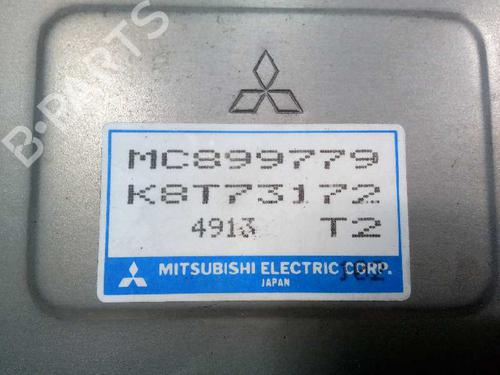 B-PARTS
MC899779
K8T73172
4913 T2
MITSUBISHI ELECTRIC CORP.
JAPAN